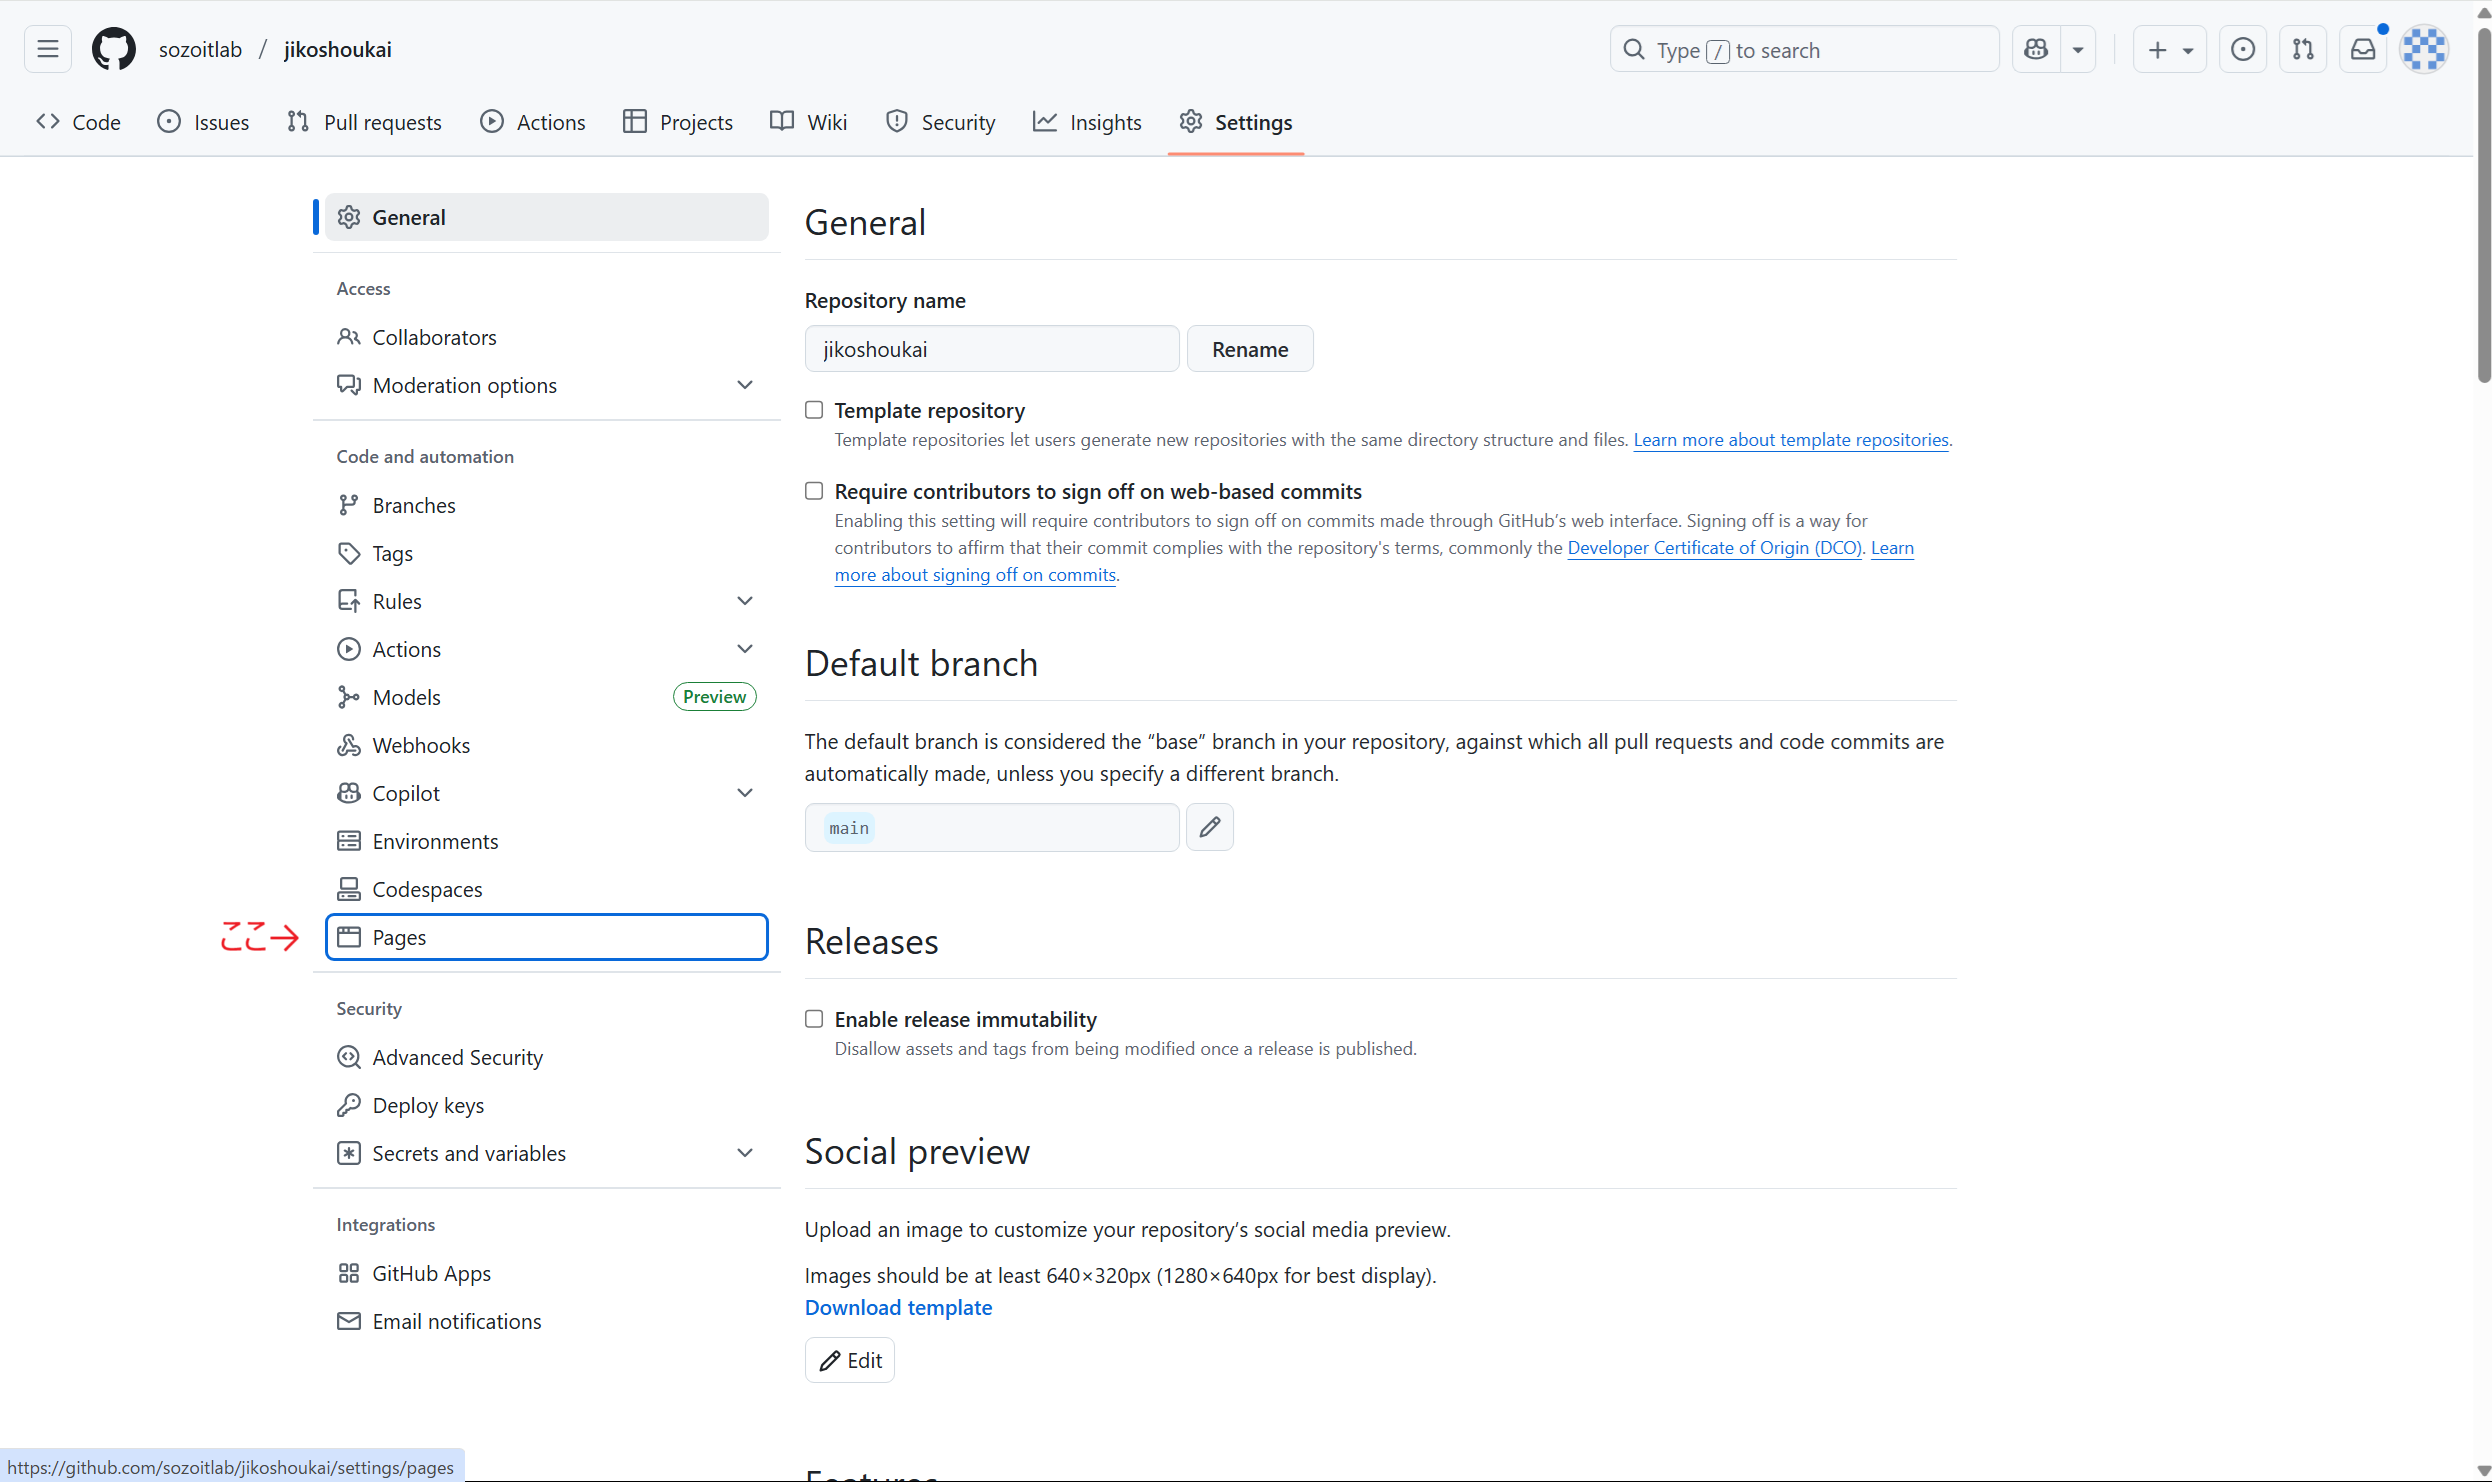 sozoitlab / jikoshoukai
Type / to search
Code Issues Pull requests Actions Projects Wiki Security Insights Settings
General
Access
Collaborators
Moderation options
Code and automation
Branches
Tags
Rules
Actions
Models Preview
Webhooks
Copilot
Environments
Codespaces
ここ→ Pages
Security
Advanced Security
Deploy keys
Secrets and variables
Integrations
GitHub Apps
Email notifications
General
Repository name
jikoshoukai Rename
Template repository
Template repositories let users generate new repositories with the same directory structure and files. Learn more about template repositories.
Require contributors to sign off on web-based commits
Enabling this setting will require contributors to sign off on commits made through GitHub’s web interface. Signing off is a way for
contributors to affirm that their commit complies with the repository's terms, commonly the Developer Certificate of Origin (DCO). Learn
more about signing off on commits.
Default branch
The default branch is considered the “base” branch in your repository, against which all pull requests and code commits are
automatically made, unless you specify a different branch.
main
Releases
Enable release immutability
Disallow assets and tags from being modified once a release is published.
Social preview
Upload an image to customize your repository’s social media preview.
Images should be at least 640×320px (1280×640px for best display).
Download template
Edit
Features
https://github.com/sozoitlab/jikoshoukai/settings/pages